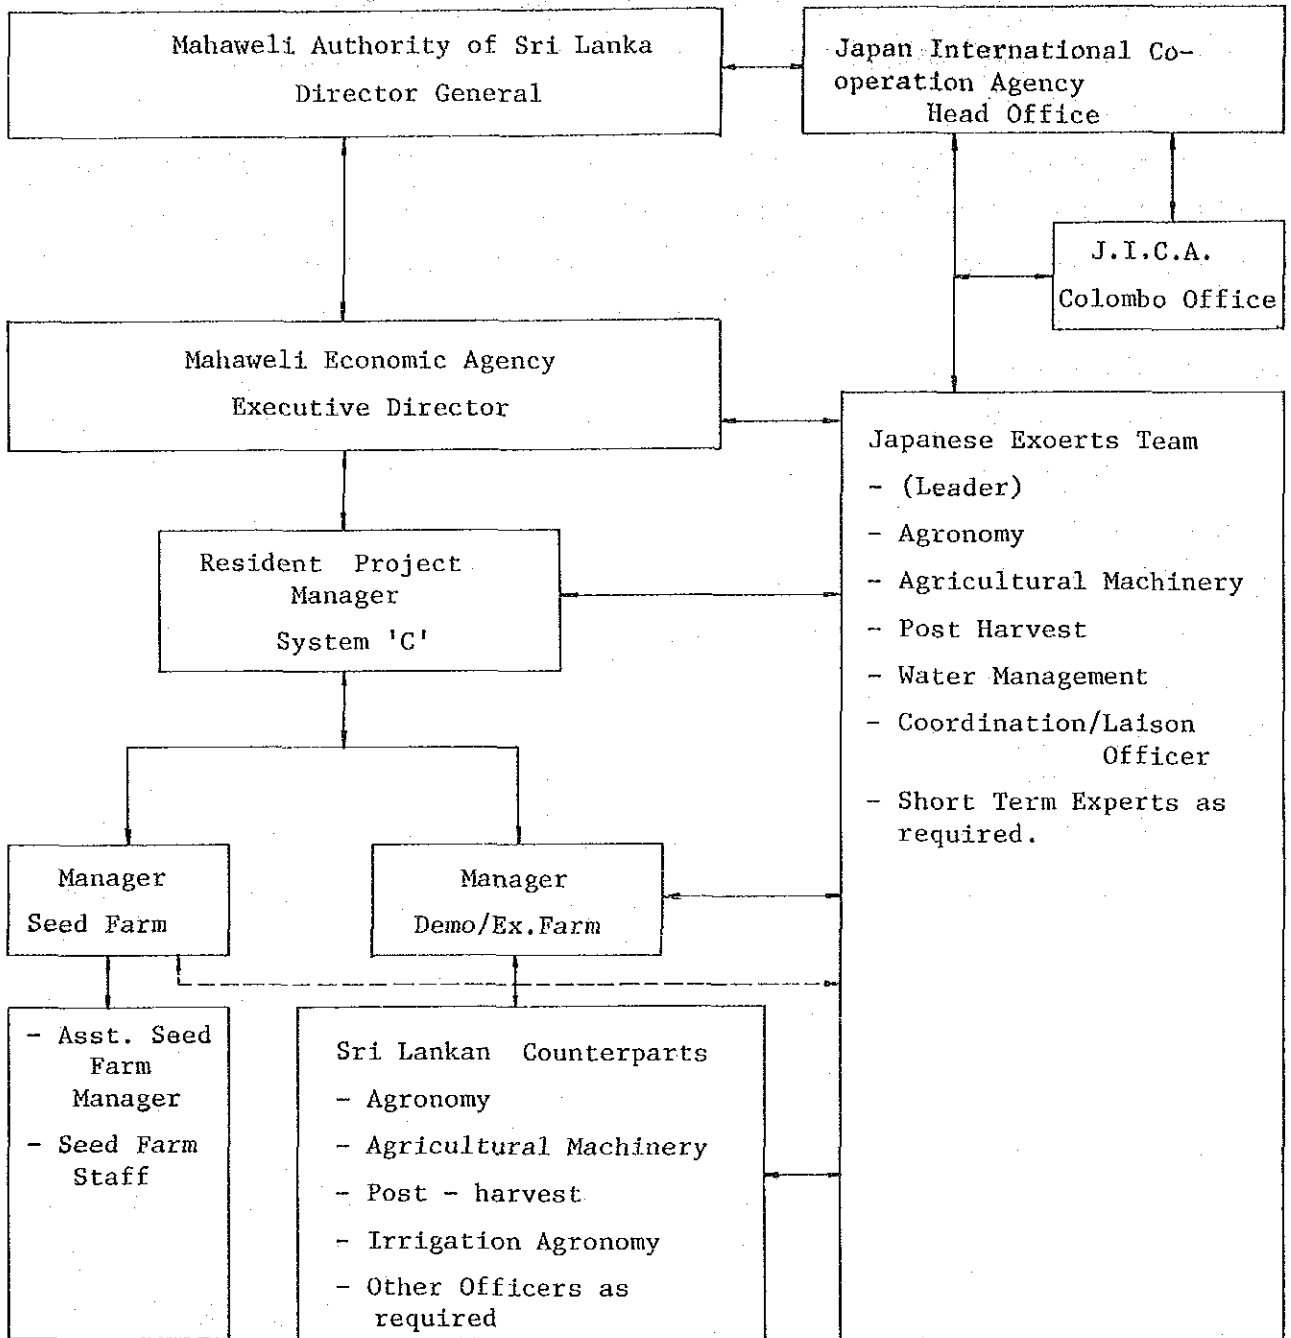 Mahaweli Authority of Sri Lanka
Director General
Japan International Co-
operation Agency
Head Office
J.I.C.A.
Colombo Office
Mahaweli Economic Agency
Executive Director
Resident Project
Manager
System 'C'
Japanese Exoerts Team
- (Leader)
- Agronomy
- Agricultural Machinery
- Post Harvest
- Water Management
- Coordination/Laison
Officer
- Short Term Experts as
required.
Manager
Seed Farm
Manager
Demo/Ex.Farm
- Asst. Seed
Farm
Manager
- Seed Farm
Staff
Sri Lankan Counterparts
- Agronomy
- Agricultural Machinery
- Post - harvest
- Irrigation Agronomy
- Other Officers as
required